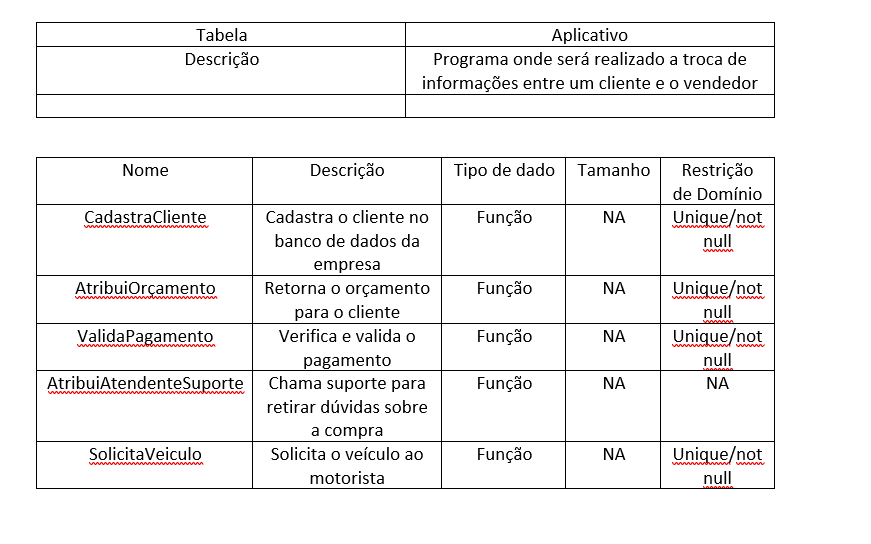 Tabela
Aplicativo
Descrição
Programa onde será realizado a troca de
informações entre um cliente e o vendedor
Nome
Descrição
Tipo de dado
Tamanho
Restrição
de Domínio
CadastraCliente
Cadastra o cliente no
banco de dados da
empresa
Função
NA
Unique/not
null
AtribuiOrçamento
Retorna o orçamento
para o cliente
Função
NA
Unique/not
null
ValidaPagamento
Verifica e valida o
pagamento
Função
NA
Unique/not
null
AtribuiAtendenteSuporte
Chama suporte para
retirar dúvidas sobre
a compra
Função
NA
NA
SolicitaVeiculo
Solicita o veículo ao
motorista
Função
NA
Unique/not
null